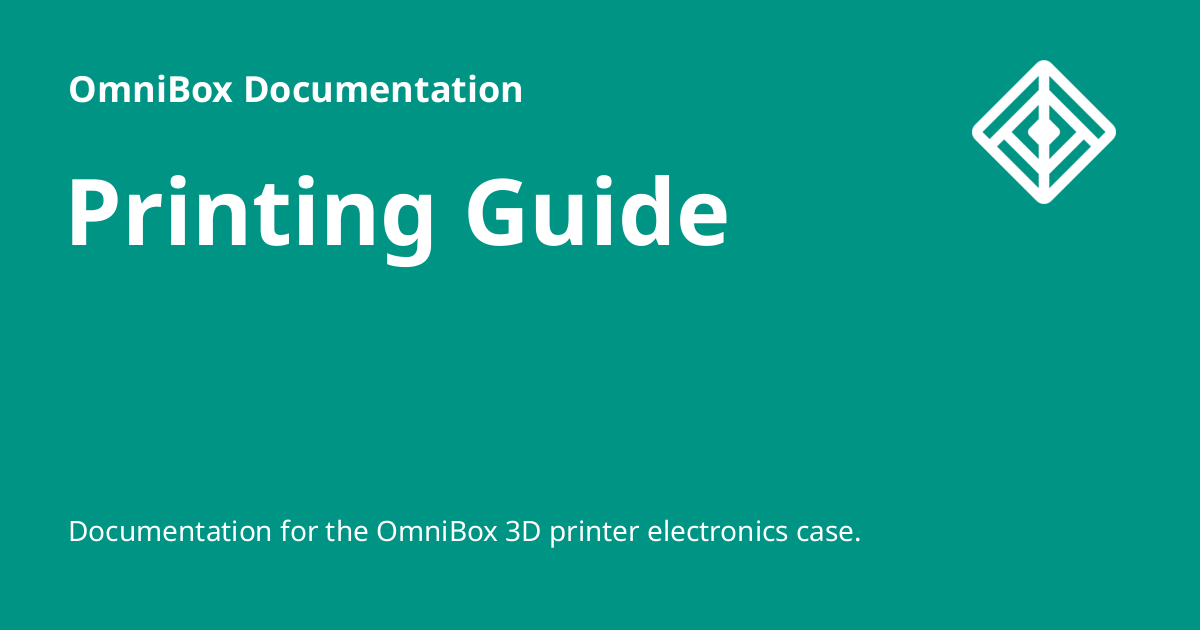 OmniBox Documentation
Printing Guide
Documentation for the OmniBox 3D printer electronics case.